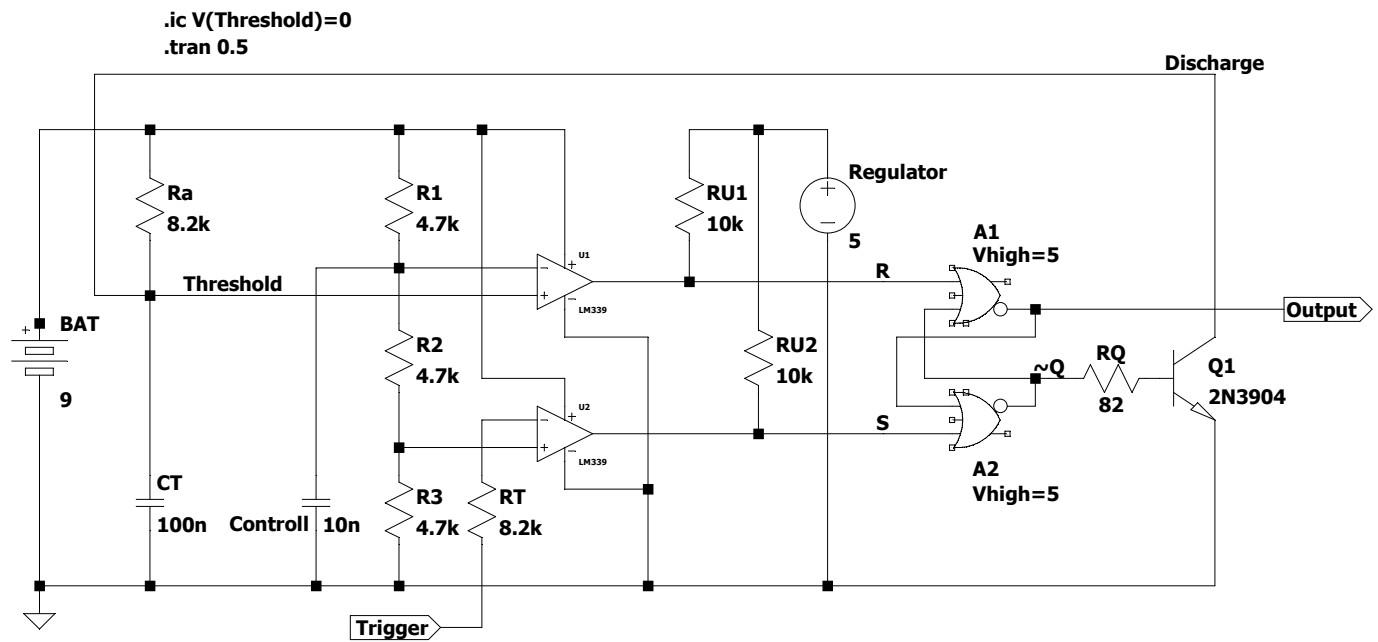 .ic V(Threshold)=0
.tran 0.5
Discharge
Ra
8.2k
R1
4.7k
RU1
10k
Regulator
5
+
−
A1
Vhigh=5
Threshold
U1
LM339
−
+
+
−
R
Output
+
BAT
9
R2
4.7k
RU2
10k
~Q
RQ
82
Q1
2N3904
U2
LM339
−
+
+
−
S
A2
Vhigh=5
CT
100n
Controll
10n
R3
4.7k
RT
8.2k
Trigger